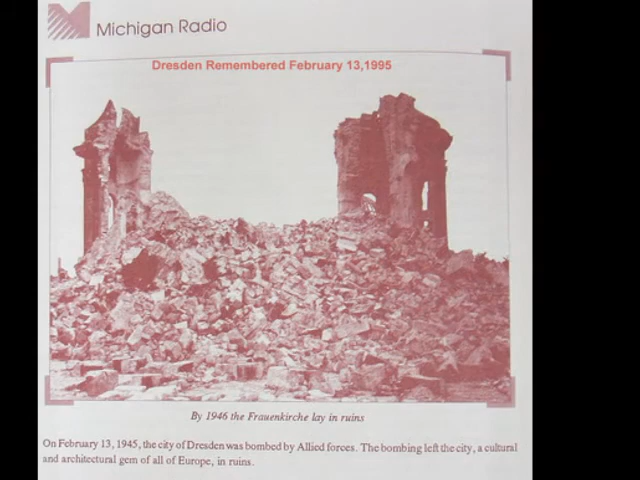 Michigan Radio
Dresden Remembered February 13,1995
By 1946 the Frauenkirche lay in ruins
On February 13, 1945, the city of Dresden was bombed by Allied forces. The bombing left the city, a cultural
and architectural gem of all of Europe, in ruins.